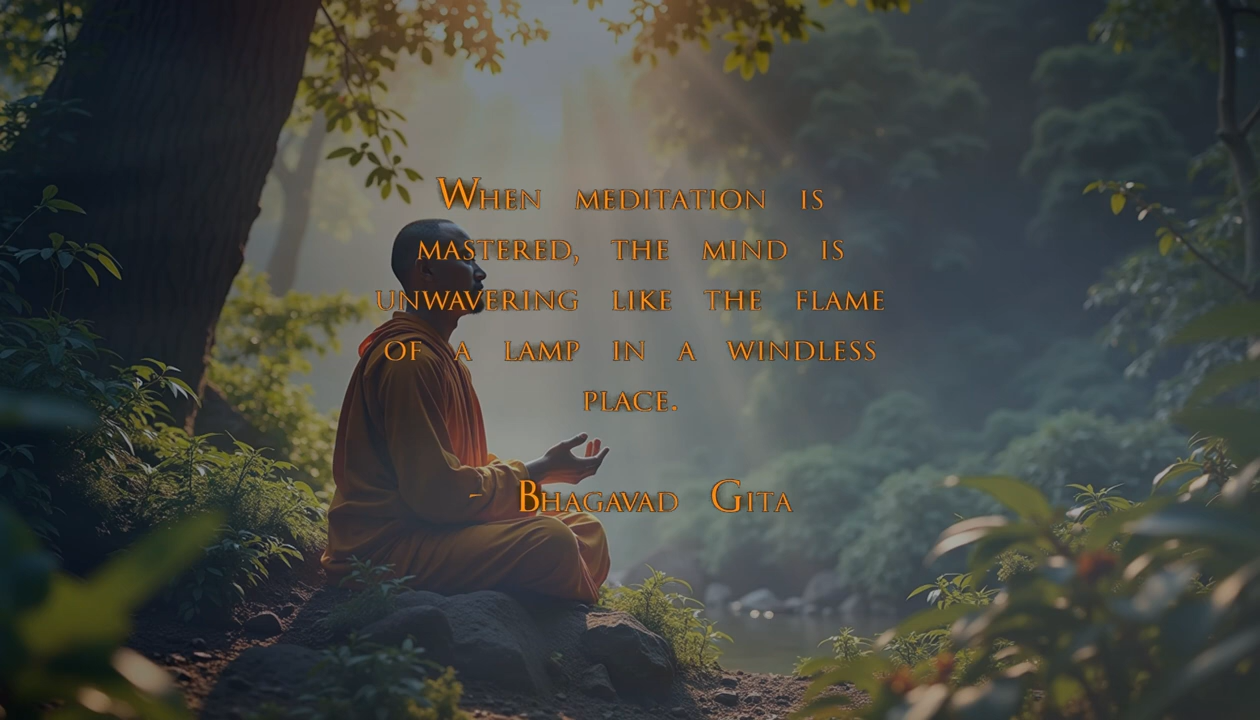 When meditation is
mastered, the mind is
unwavering like the flame
of a lamp in a windless
place.
- Bhagavad Gita